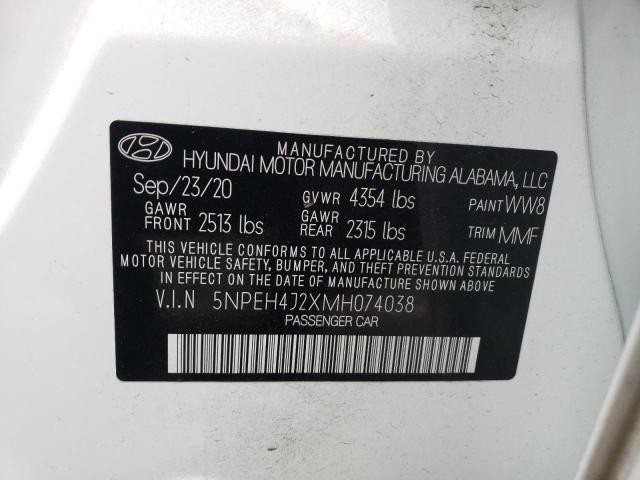 MANUFACTURED BY
HYUNDAI MOTOR MANUFACTURING ALABAMA, LLC
Sep/23/20 GVWR 4354 lbs PAINT WW8
GAWR FRONT 2513 lbs GAWR REAR 2315 lbs TRIM MMF
THIS VEHICLE CONFORMS TO ALL APPLICABLE U.S.A. FEDERAL
MOTOR VEHICLE SAFETY, BUMPER, AND THEFT PREVENTION STANDARDS
IN EFFECT ON THE DATE OF MANUFACTURE SHOWN ABOVE.
V.I.N 5NPEH4J2XMH074038
PASSENGER CAR